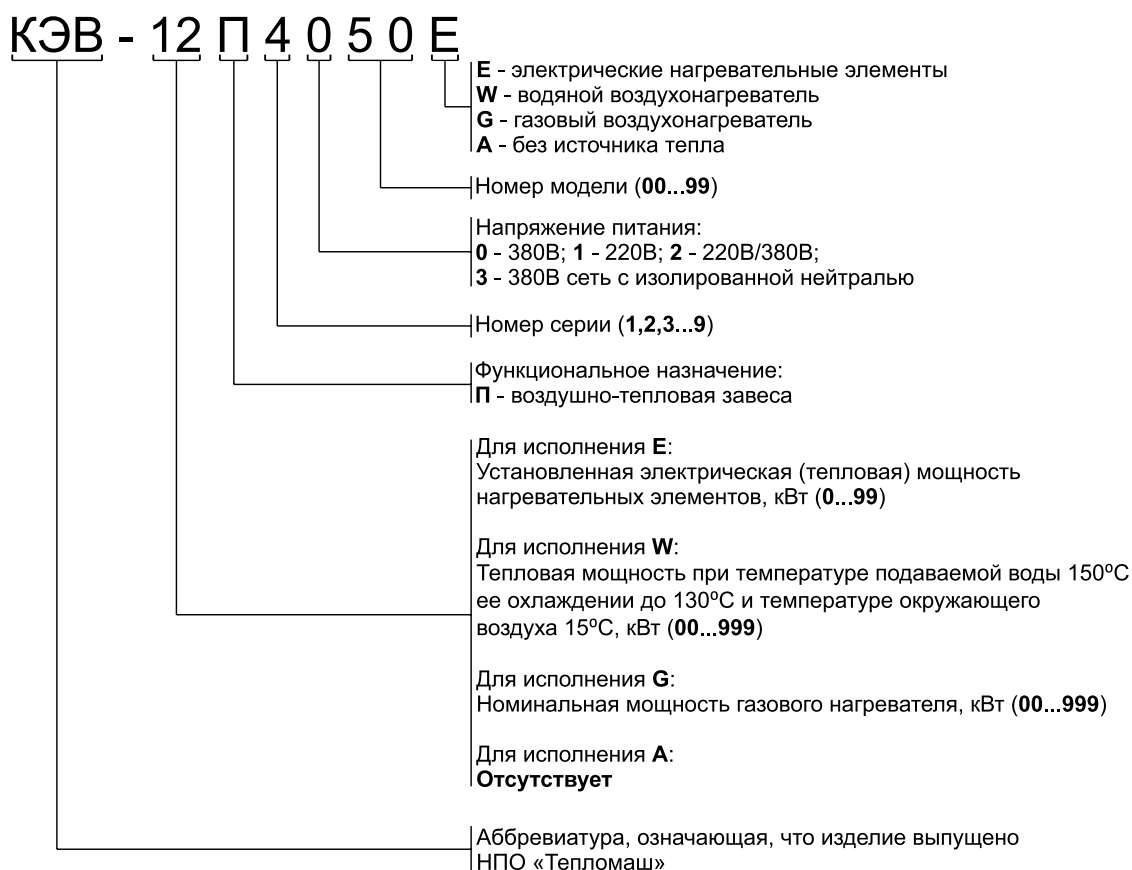 КЭВ - 12 П 4 0 5 0 Е
Е - электрические нагревательные элементы
W - водяной воздухонагреватель
G - газовый воздухонагреватель
А - без источника тепла
Номер модели (00...99)
Напряжение питания:
0 - 380В; 1 - 220В; 2 - 220В/380В;
3 - 380В сеть с изолированной нейтралью
Номер серии (1,2,3...9)
Функциональное назначение:
П - воздушно-тепловая завеса
Для исполнения Е:
Установленная электрическая (тепловая) мощность
нагревательных элементов, кВт (0...99)
Для исполнения W:
Тепловая мощность при температуре подаваемой воды 150ºС
ее охлаждении до 130ºС и температуре окружающего
воздуха 15ºС, кВт (00...999)
Для исполнения G:
Номинальная мощность газового нагревателя, кВт (00...999)
Для исполнения А:
Отсутствует
Аббревиатура, означающая, что изделие выпущено
НПО «Тепломаш»